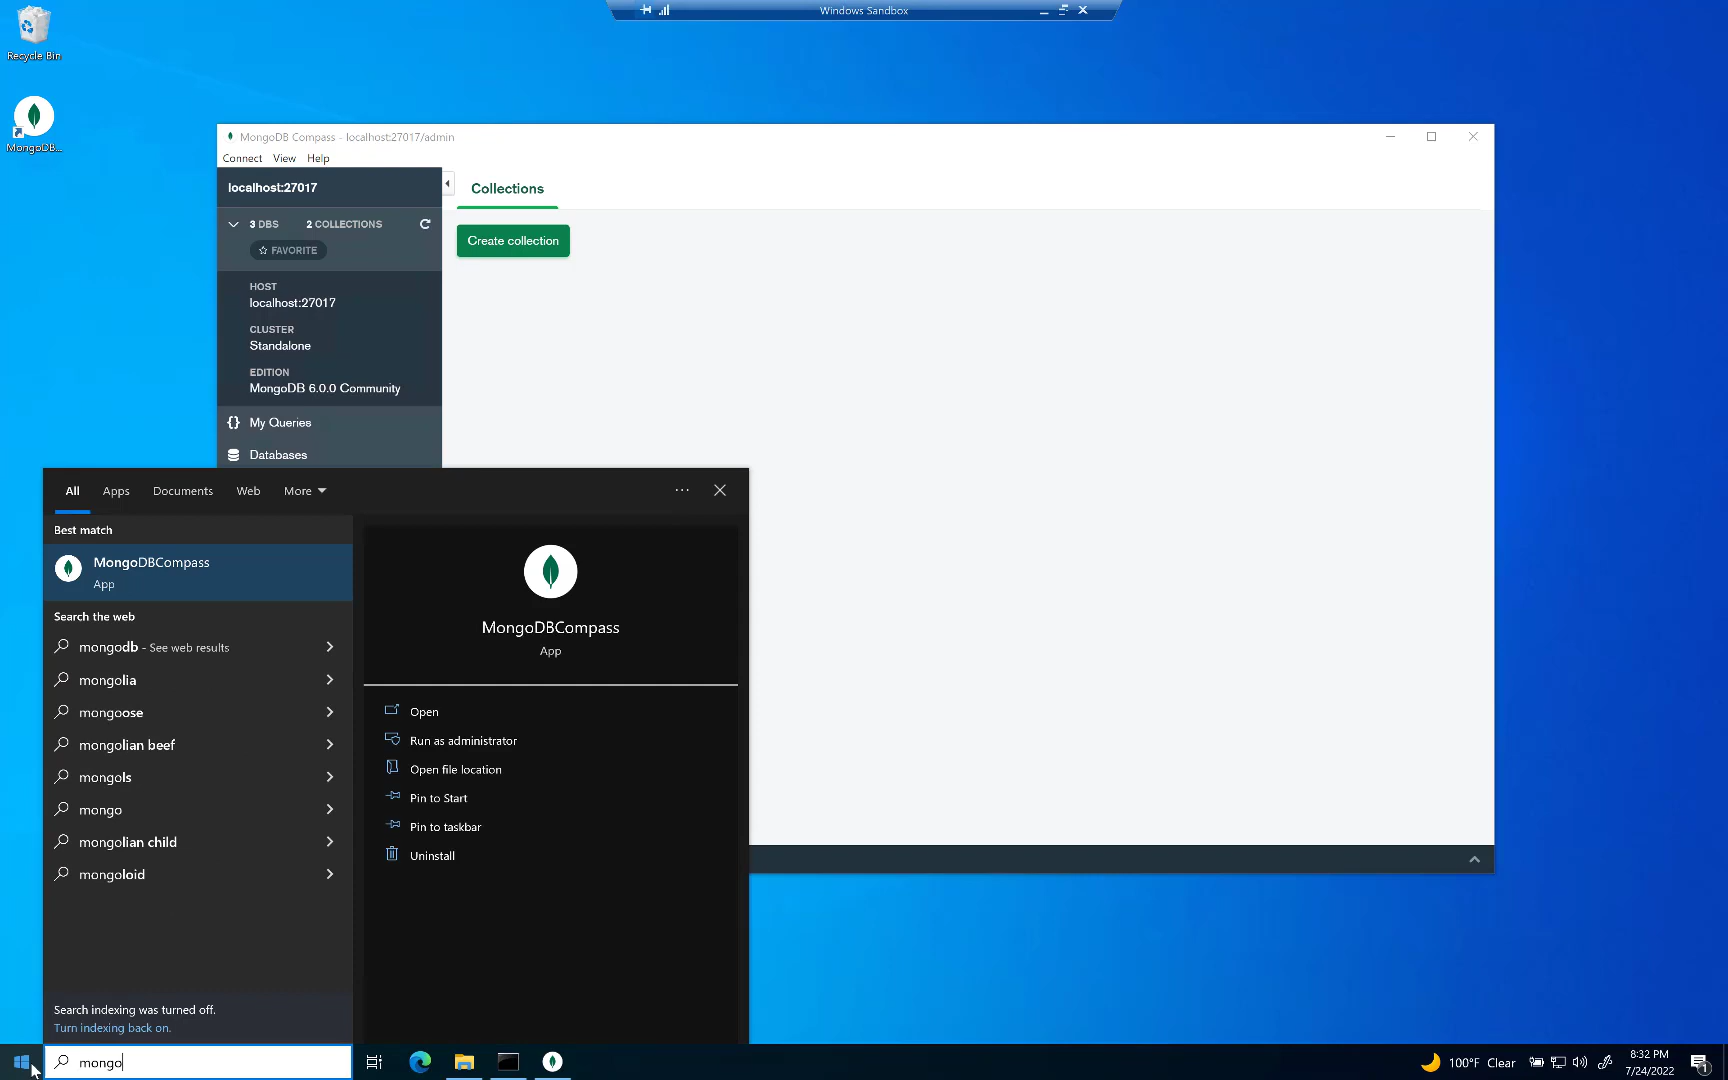 Windows Sandbox
Recycle Bin
MongoDB...
MongoDB Compass - localhost:27017/admin
Connect View Help
localhost:27017
3 DBS 2 COLLECTIONS
FAVORITE
HOST
localhost:27017
CLUSTER
Standalone
EDITION
MongoDB 6.0.0 Community
{} My Queries
Databases
Collections
Create collection
All Apps Documents Web More
Best match
MongoDBCompass
App
Search the web
mongodb - See web results
mongolia
mongoose
mongolian beef
mongols
mongo
mongolian child
mongoloid
Search indexing was turned off.
Turn indexing back on.
MongoDBCompass
App
Open
Run as administrator
Open file location
Pin to Start
Pin to taskbar
Uninstall
mongo
100°F Clear
8:32 PM
7/24/2022
1